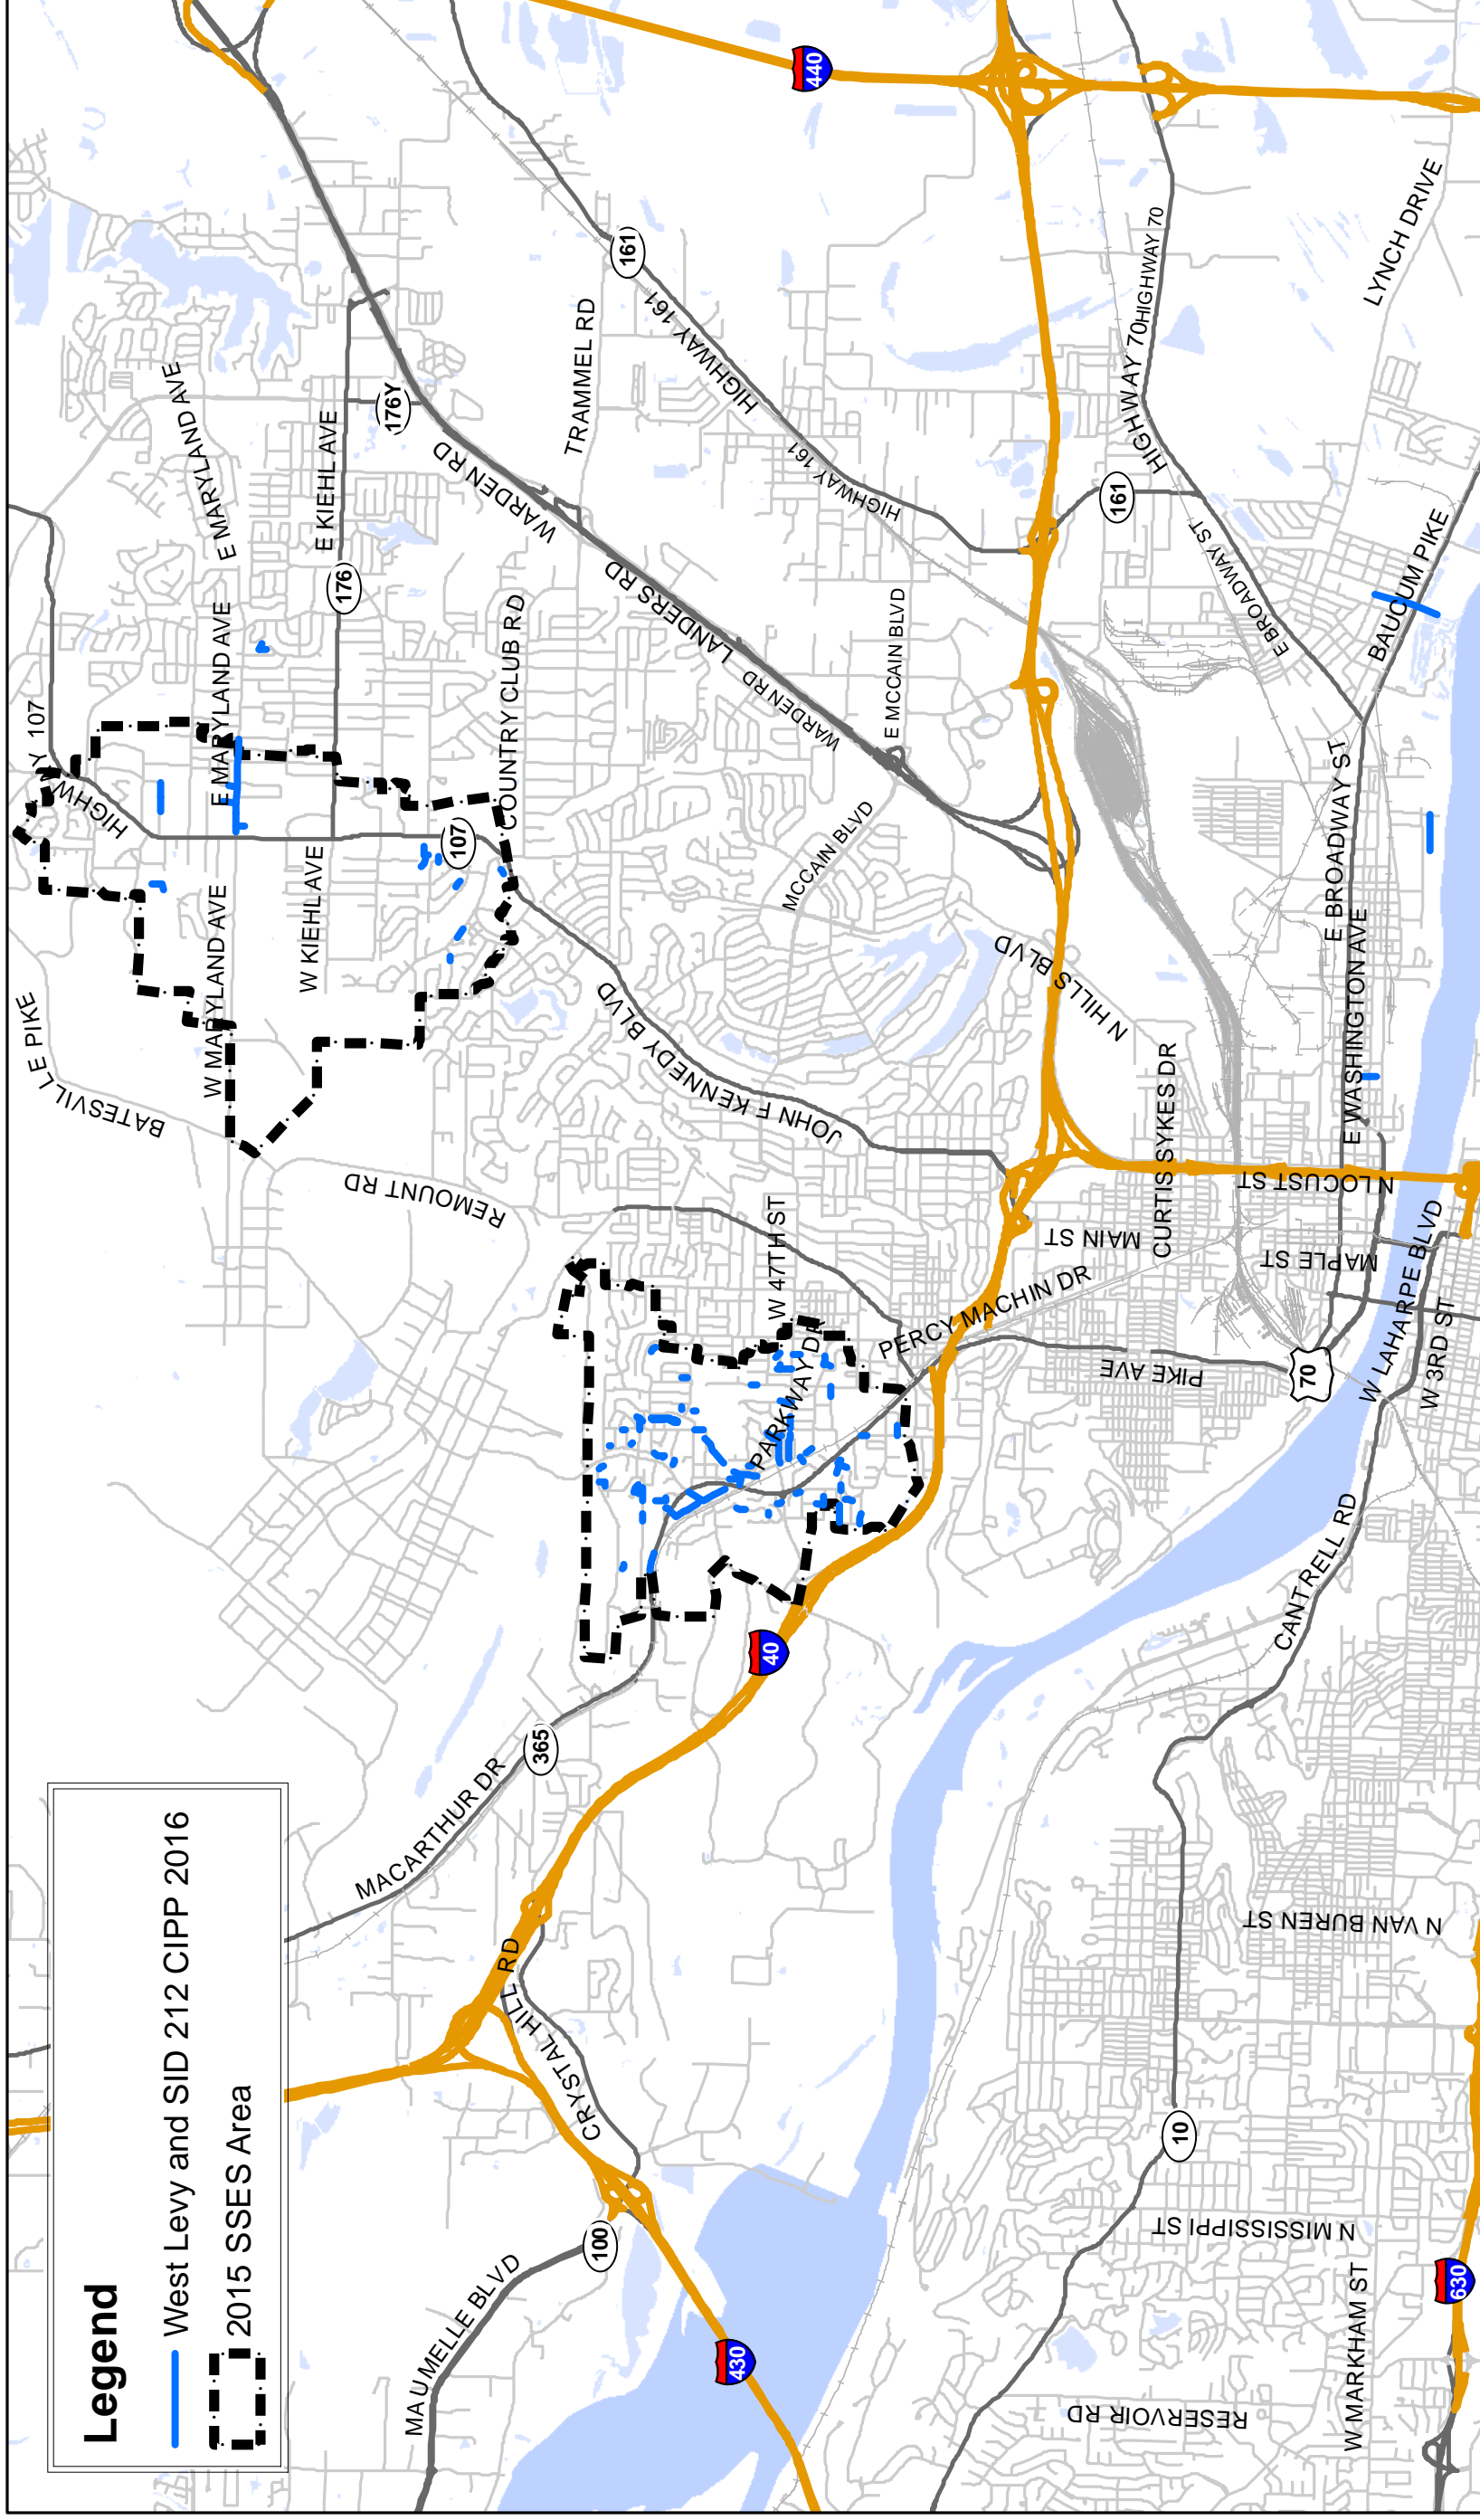 Legend
West Levy and SID 212 CIPP 2016
2015 SSES Area
BATESVILLE PIKE
HIGHWAY 107
HIGHWAY 107
W MARYLAND AVE
E MARYLAND AVE
E MARYLAND AVE
E MARYLAND AVE
W KIEHL AVE
E KIEHL AVE
176
176Y
107
COUNTRY CLUB RD
WARDEN RD
TRAMMEL RD
161
HIGHWAY 161
HIGHWAY 161
440
REMOUNT RD
JOHN F KENNEDY BLVD
LANDERS RD
WARDEN RD
E MCCAIN BLVD
MCCAIN BLVD
N HILLS BLVD
MACARTHUR DR
365
W 47TH ST
PARKWAY DR
PERCY MACHIN DR
40
CRYSTAL HILL RD
MAUMELLE BLVD
100
430
HIGHWAY 70
HIGHWAY 70
161
LYNCH DRIVE
E BROADWAY ST
BAUCUM PIKE
E BROADWAY ST
E WASHINGTON AVE
CURTIS SYKES DR
MAIN ST
N LOCUST ST
MAPLE ST
PIKE AVE
70
W LAHARPE BLVD
W 3RD ST
CANTRELL RD
10
N VAN BUREN ST
N MISSISSIPPI ST
W MARKHAM ST
RESERVOIR RD
630